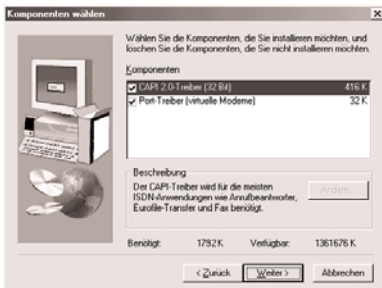 Komponenten wählen
Wählen Sie die Komponenten, die Sie installieren möchten, und
löschen Sie die Komponenten, die Sie nicht installieren möchten.
Komponenten
CAPI 2.0-Treiber (32 Bit) 416 K
Port-Treiber (virtuelle Modeme) 32 K
Beschreibung
Der CAPI-Treiber wird für die meisten
ISDN-Anwendungen wie Anrufbeantworter,
Eurofile-Transfer und Fax benötigt.
Ändern...
Benötigt: 1792 K Verfügbar: 1361676 K
< Zurück Weiter > Abbrechen